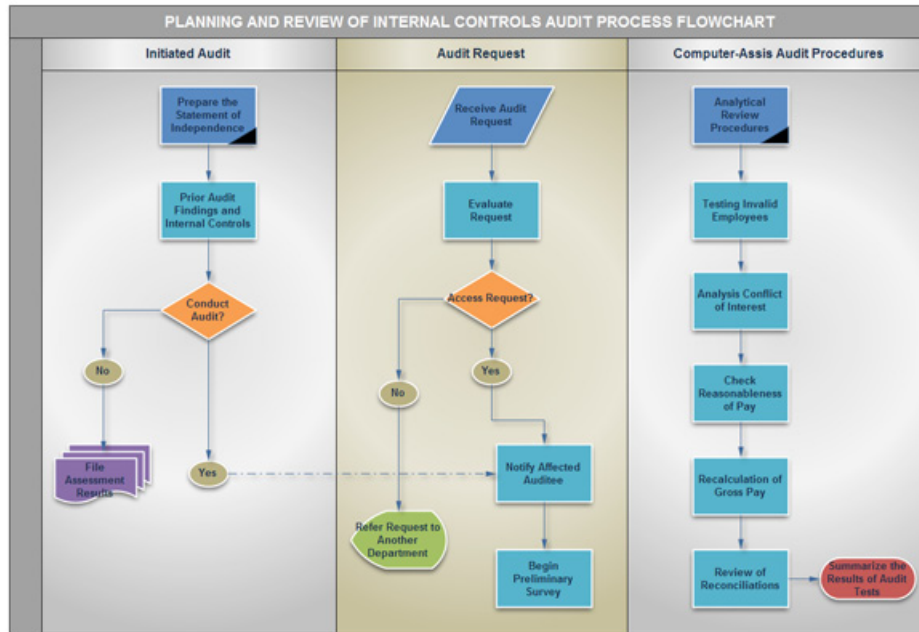 PLANNING AND REVIEW OF INTERNAL CONTROLS AUDIT PROCESS FLOWCHART
Initiated Audit
Prepare the
Statement of
Independence
Prior Audit
Findings and
Internal Controls
Conduct
Audit?
No
File
Assessment
Results
Yes
Audit Request
Receive Audit
Request
Evaluate
Request
Access Request?
Yes
No
Notify Affected
Auditee
Refer Request to
Another
Department
Begin
Preliminary
Survey
Computer-Assis Audit Procedures
Analytical
Review
Procedures
Testing Invalid
Employees
Analysis Conflict
of Interest
Check
Reasonableness
of Pay
Recalculation of
Gross Pay
Review of
Reconciliations
Summarize the
Results of Audit
Tests